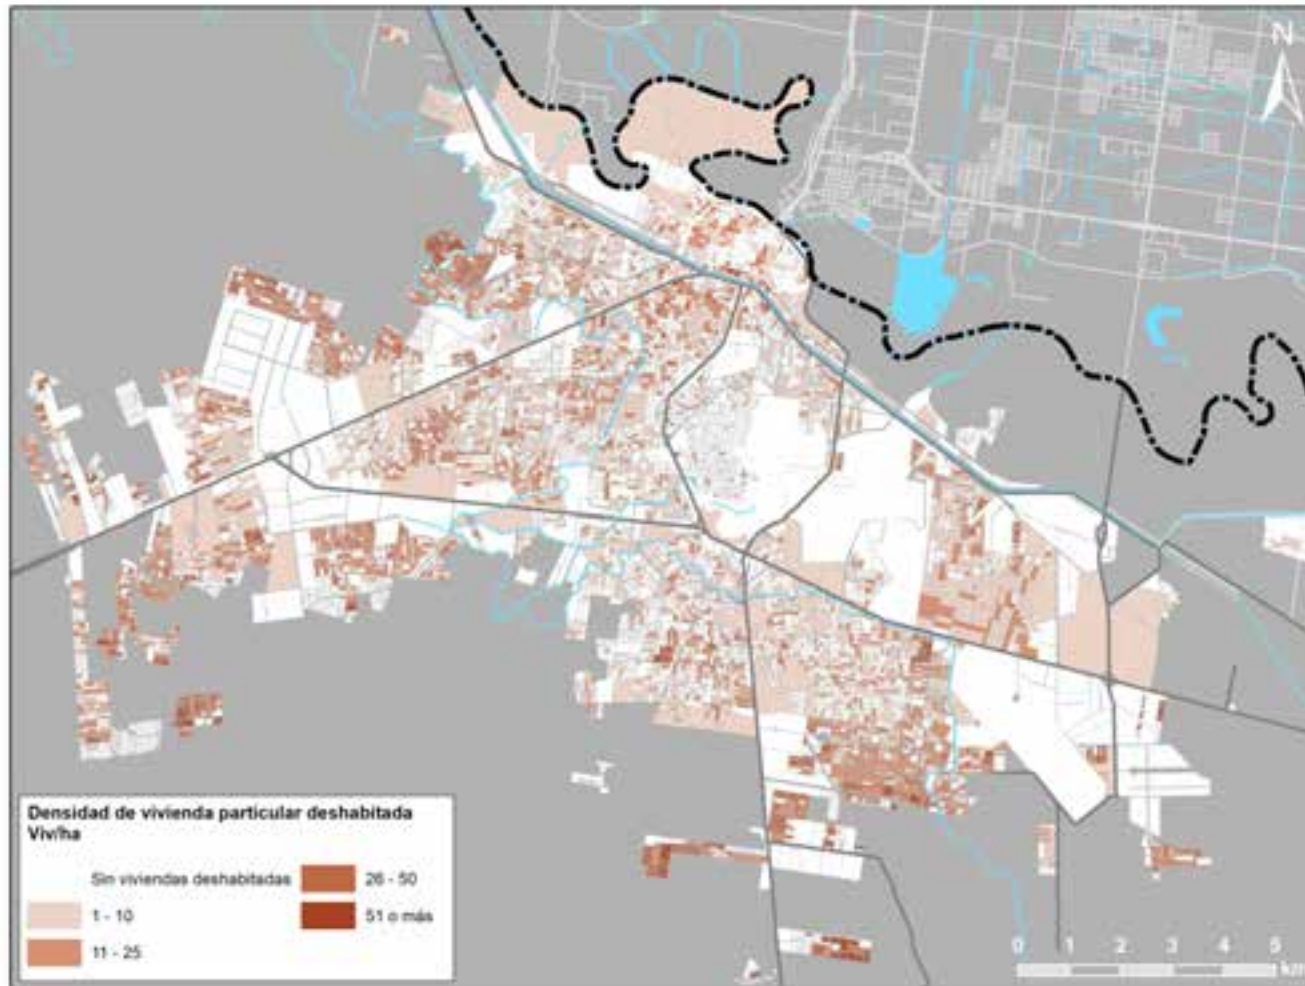 N
Densidad de vivienda particular deshabitada
Viv/ha
Sin viviendas deshabitadas
26 - 50
1 - 10
51 o más
11 - 25
0 1 2 3 4 5
km